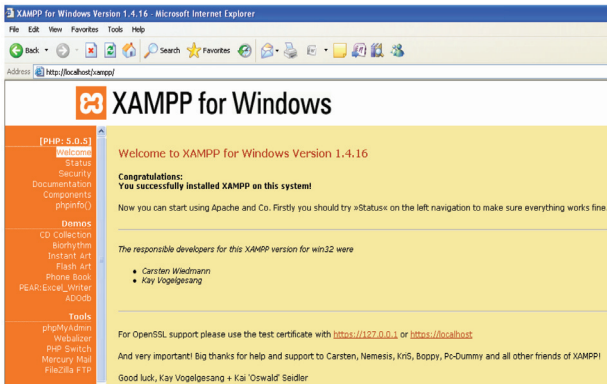 XAMPP for Windows Version 1.4.16 - Microsoft Internet Explorer
File Edit View Favorites Tools Help
Back Search Favorites
Address http://localhost/xampp/
XAMPP for Windows
[PHP: 5.0.5]
Welcome
Status
Security
Documentation
Components
phpinfo()
Demos
CD Collection
Biorhythm
Instant Art
Flash Art
Phone Book
PEAR:Excel_Writer
ADOdb
Tools
phpMyAdmin
Webalizer
PHP Switch
Mercury Mail
FileZilla FTP
Welcome to XAMPP for Windows Version 1.4.16
Congratulations:
You successfully installed XAMPP on this system!
Now you can start using Apache and Co. Firstly you should try »Status« on the left navigation to make sure everything works fine
The responsible developers for this XAMPP version for win32 were
• Carsten Wiedmann
• Kay Vogelgesang
For OpenSSL support please use the test certificate with https://127.0.0.1 or https://localhost
And very important! Big thanks for help and support to Carsten, Nemesis, KriS, Boppy, Pc-Dummy and all other friends of XAMPP!
Good luck, Kay Vogelgesang + Kai 'Oswald' Seidler